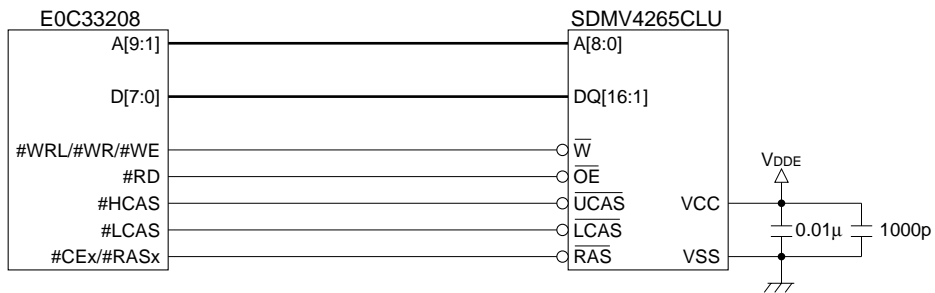 E0C33208 SDMV4265CLU
A[9:1] A[8:0]
D[7:0] DQ[16:1]
#WRL/#WR/#WE W
#RD OE
#HCAS UCAS VCC
#LCAS LCAS
#CEx/#RASx RAS VSS
VDDE
0.01μ 1000p